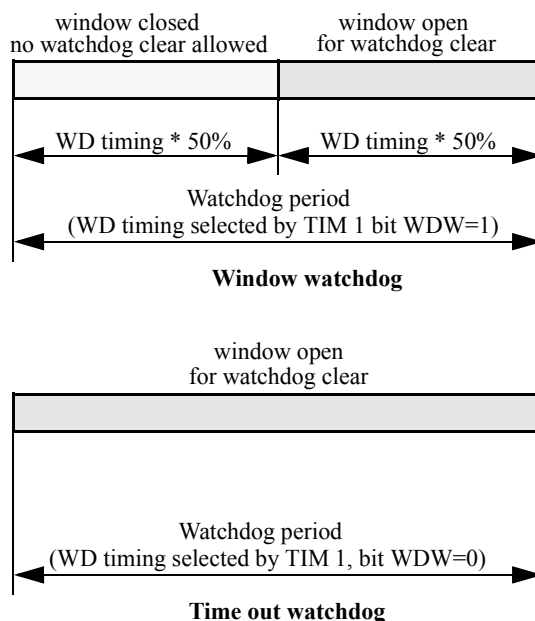 window closed
no watchdog clear allowed
window open
for watchdog clear
WD timing * 50%
WD timing * 50%
Watchdog period
(WD timing selected by TIM 1 bit WDW=1)
Window watchdog
window open
for watchdog clear
Watchdog period
(WD timing selected by TIM 1, bit WDW=0)
Time out watchdog